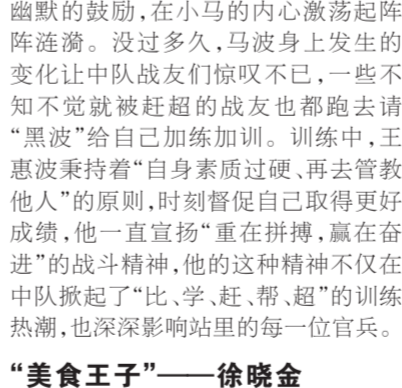 幽默的鼓励,在小马的内心激荡起阵
阵涟漪。没过多久,马波身上发生的
变化让中队战友们惊叹不已,一些不
知不觉就被赶超的战友也都跑去请
“黑波”给自己加练加训。训练中,王
惠波秉持着“自身素质过硬、再去管教
他人”的原则,时刻督促自己取得更好
成绩,他一直宣扬“重在拼搏,赢在奋
进”的战斗精神,他的这种精神不仅在
中队掀起了“比、学、赶、帮、超”的训练
热潮,也深深影响站里的每一位官兵。
“美食王子”——徐晓金